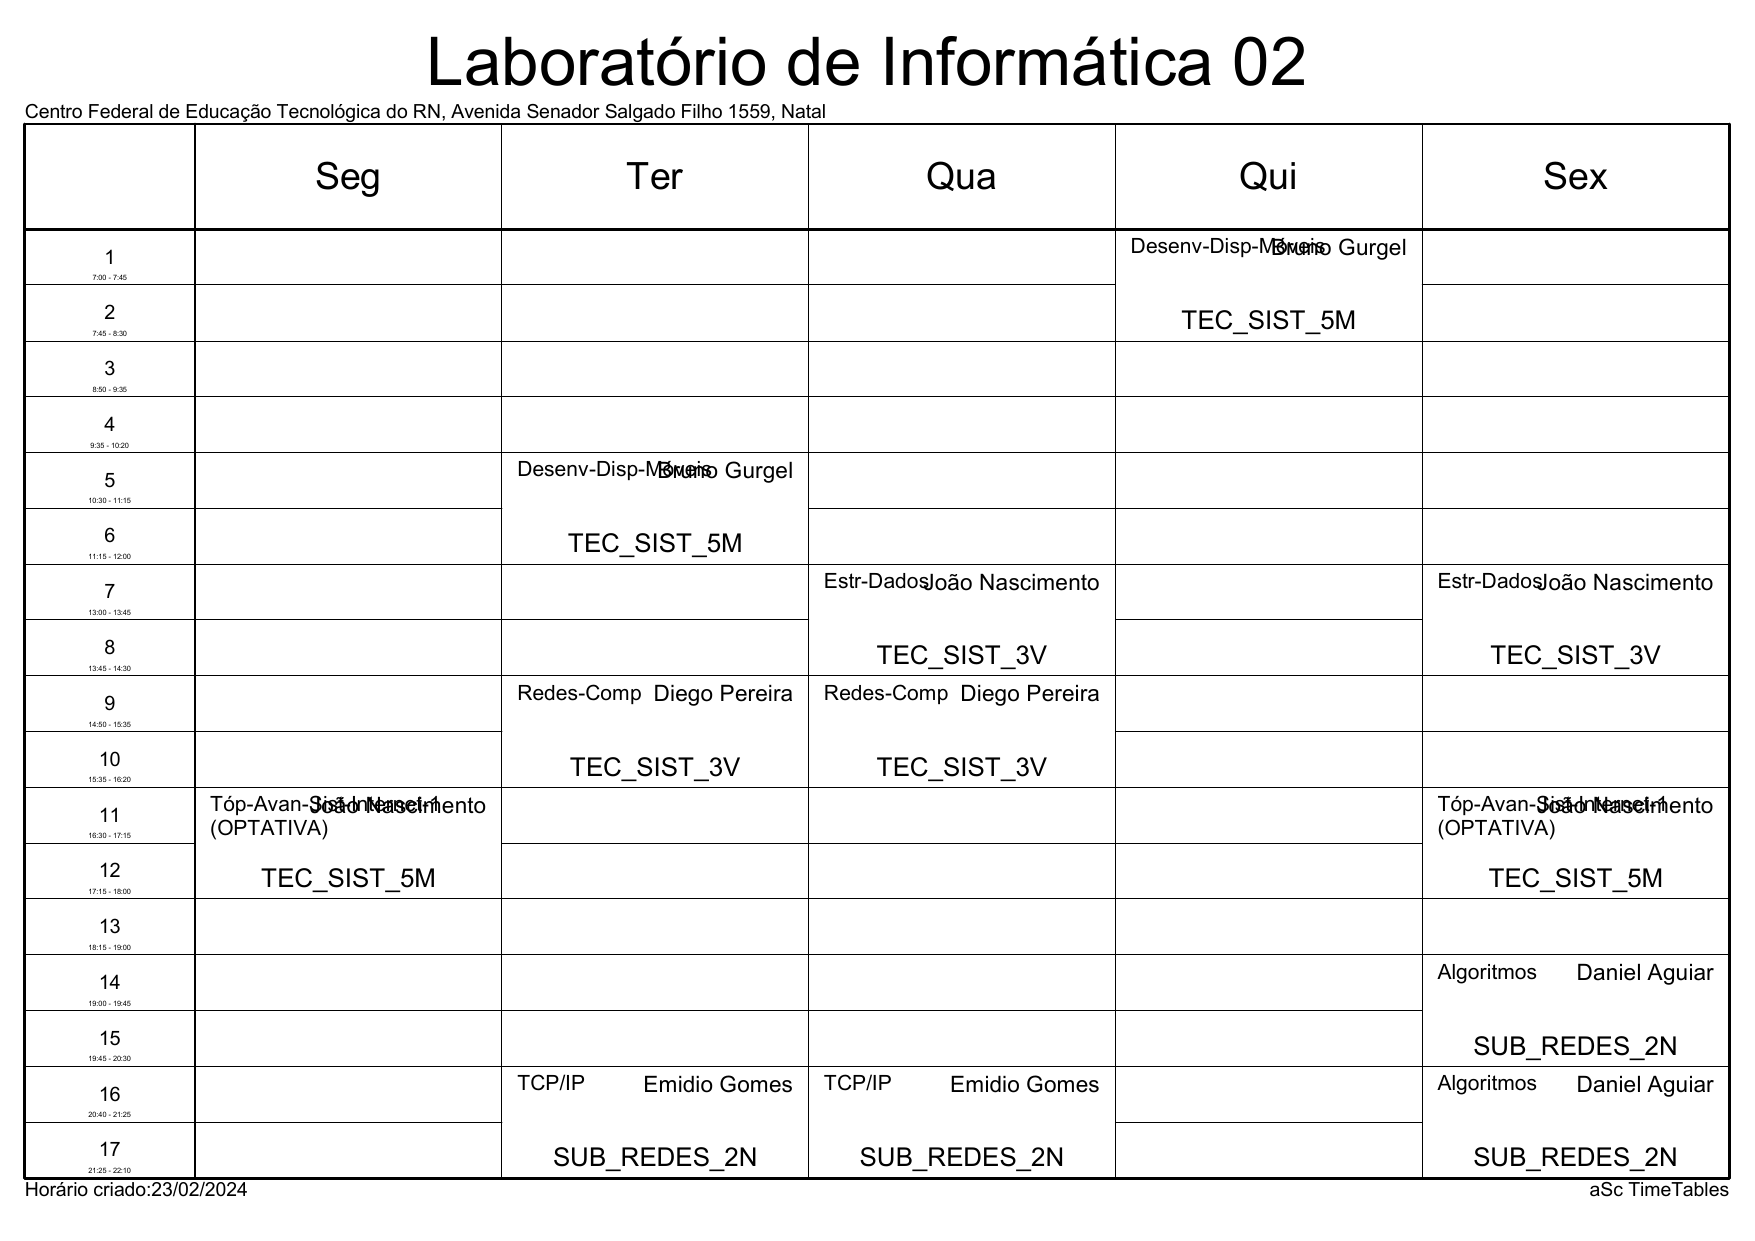 Laboratório de Informática 02
Centro Federal de Educação Tecnológica do RN, Avenida Senador Salgado Filho 1559, Natal
Seg Ter Qua Qui Sex
1
7:00 - 7:45
Desenv-Disp-Móveis Bruno Gurgel
TEC_SIST_5M
2
7:45 - 8:30
3
8:50 - 9:35
4
9:35 - 10:20
5
10:30 - 11:15
Desenv-Disp-Móveis Bruno Gurgel
TEC_SIST_5M
6
11:15 - 12:00
7
13:00 - 13:45
Estr-Dados João Nascimento
TEC_SIST_3V
Estr-Dados João Nascimento
TEC_SIST_3V
8
13:45 - 14:30
9
14:50 - 15:35
Redes-Comp Diego Pereira
TEC_SIST_3V
Redes-Comp Diego Pereira
TEC_SIST_3V
10
15:35 - 16:20
11
16:30 - 17:15
Tóp-Avan-Sist-Internet-1 João Nascimento
(OPTATIVA)
TEC_SIST_5M
Tóp-Avan-Sist-Internet-1 João Nascimento
(OPTATIVA)
TEC_SIST_5M
12
17:15 - 18:00
13
18:15 - 19:00
14
19:00 - 19:45
Algoritmos Daniel Aguiar
SUB_REDES_2N
15
19:45 - 20:30
16
20:40 - 21:25
TCP/IP Emidio Gomes
SUB_REDES_2N
TCP/IP Emidio Gomes
SUB_REDES_2N
Algoritmos Daniel Aguiar
SUB_REDES_2N
17
21:25 - 22:10
Horário criado:23/02/2024
aSc TimeTables